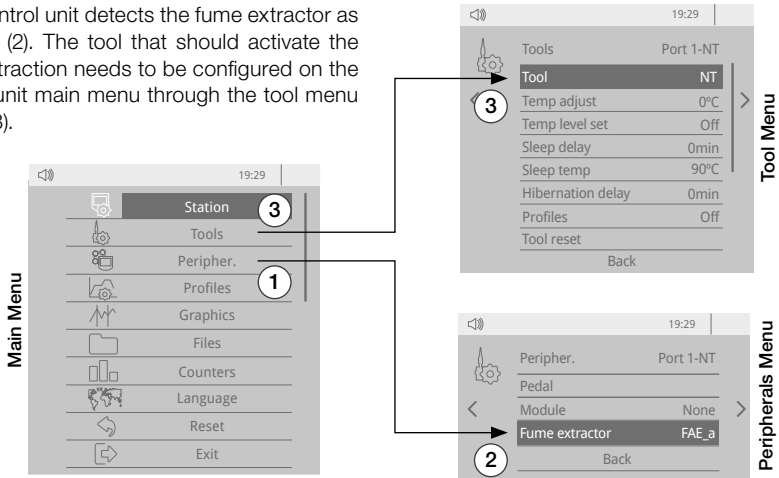 ntrol unit detects the fume extractor as
(2). The tool that should activate the
traction needs to be configured on the
unit main menu through the tool menu
3).
Main Menu
19:29
Station
3
Tools
Peripher.
1
Profiles
Graphics
Files
Counters
Language
Reset
Exit
19:29
Tools Port 1-NT
Tool NT
3
Temp adjust 0ºC
Temp level set Off
Sleep delay 0min
Sleep temp 90ºC
Hibernation delay 0min
Profiles Off
Tool reset
Back
Tool Menu
19:29
Peripher. Port 1-NT
Pedal
Module None
Fume extractor FAE_a
2
Back
Peripherals Menu